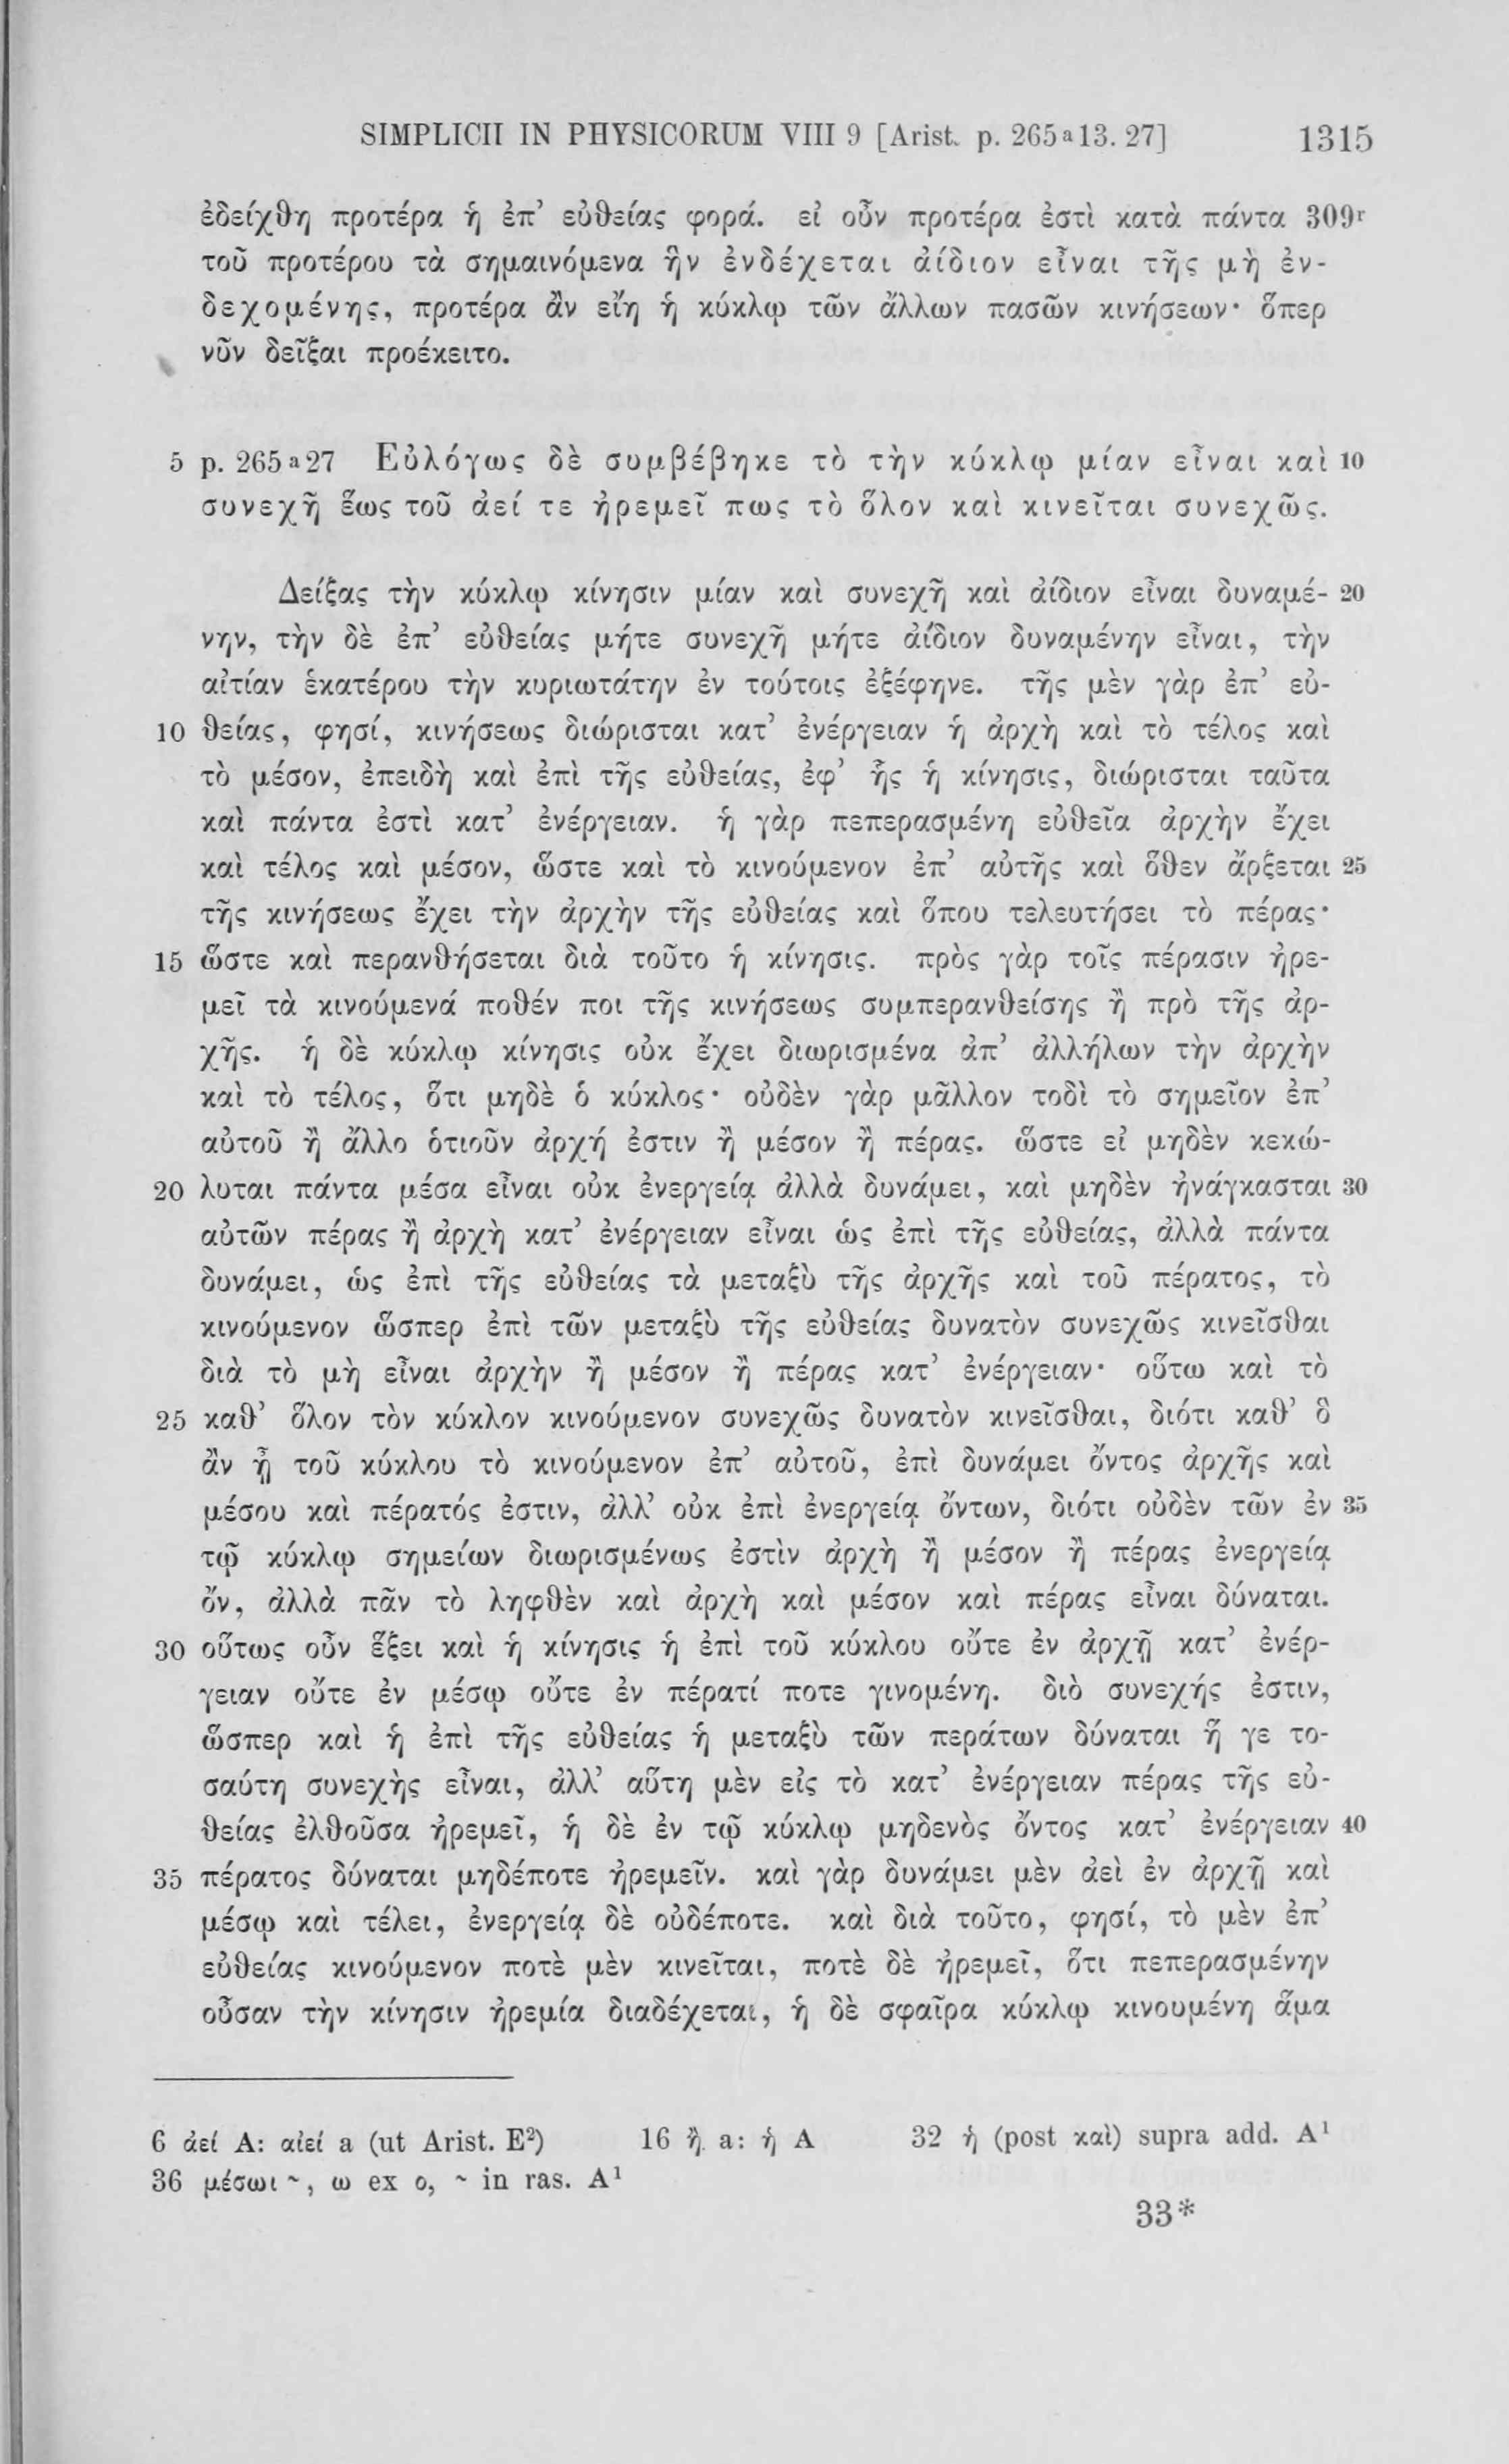 SIMPLICII IN PHYSICORUM VIII 9 [Arist. p. 265ᵃ13. 27] 1315
ἐδείχθη προτέρα ἡ ἐπ’ εὐθείας φορά. εἰ οὖν προτέρα ἐστὶ κατὰ πάντα 309ʳ
τοῦ προτέρου τὰ σημαινόμενα ἣν ἐνδέχεται ἀίδιον εἶναι τῆς μὴ ἐν-
δεχομένης, προτέρα ἂν εἴη ἡ κύκλῳ τῶν ἄλλων πασῶν κινήσεων· ὅπερ
νῦν δεῖξαι προέκειτο.
5 p. 265ᵃ27 Εὐλόγως δὲ συμβέβηκε τὸ τὴν κύκλῳ μίαν εἶναι καὶ 10
συνεχῆ ἕως τοῦ ἀεί τε ἠρεμεῖ πως τὸ ὅλον καὶ κινεῖται συνεχῶς.
Δείξας τὴν κύκλῳ κίνησιν μίαν καὶ συνεχῆ καὶ ἀίδιον εἶναι δυναμέ- 20
νην, τὴν δὲ ἐπ’ εὐθείας μήτε συνεχῆ μήτε ἀίδιον δυναμένην εἶναι, τὴν
αἰτίαν ἑκατέρου τὴν κυριωτάτην ἐν τούτοις ἐξέφηνε. τῆς μὲν γὰρ ἐπ’ εὐ-
10 θείας, φησί, κινήσεως διώρισται κατ’ ἐνέργειαν ἡ ἀρχὴ καὶ τὸ τέλος καὶ
τὸ μέσον, ἐπειδὴ καὶ ἐπὶ τῆς εὐθείας, ἐφ’ ἧς ἡ κίνησις, διώρισται ταῦτα
καὶ πάντα ἐστὶ κατ’ ἐνέργειαν. ἡ γὰρ πεπερασμένη εὐθεῖα ἀρχὴν ἔχει
καὶ τέλος καὶ μέσον, ὥστε καὶ τὸ κινούμενον ἐπ’ αὐτῆς καὶ ὅθεν ἄρξεται 25
τῆς κινήσεως ἔχει τὴν ἀρχὴν τῆς εὐθείας καὶ ὅπου τελευτήσει τὸ πέρας·
15 ὥστε καὶ περανθήσεται διὰ τοῦτο ἡ κίνησις. πρὸς γὰρ τοῖς πέρασιν ἠρε-
μεῖ τὰ κινούμενά ποθέν ποι τῆς κινήσεως συμπερανθείσης ἢ πρὸ τῆς ἀρ-
χῆς. ἡ δὲ κύκλῳ κίνησις οὐκ ἔχει διωρισμένα ἀπ’ ἀλλήλων τὴν ἀρχὴν
καὶ τὸ τέλος, ὅτι μηδὲ ὁ κύκλος· οὐδὲν γὰρ μᾶλλον τοδὶ τὸ σημεῖον ἐπ’
αὐτοῦ ἢ ἄλλο ὁτιοῦν ἀρχή ἐστιν ἢ μέσον ἢ πέρας. ὥστε εἰ μηδὲν κεκώ-
20 λυται πάντα μέσα εἶναι οὐκ ἐνεργείᾳ ἀλλὰ δυνάμει, καὶ μηδὲν ἠνάγκασται 30
αὐτῶν πέρας ἢ ἀρχὴ κατ’ ἐνέργειαν εἶναι ὡς ἐπὶ τῆς εὐθείας, ἀλλὰ πάντα
δυνάμει, ὡς ἐπὶ τῆς εὐθείας τὰ μεταξὺ τῆς ἀρχῆς καὶ τοῦ πέρατος, τὸ
κινούμενον ὥσπερ ἐπὶ τῶν μεταξὺ τῆς εὐθείας δυνατὸν συνεχῶς κινεῖσθαι
διὰ τὸ μὴ εἶναι ἀρχὴν ἢ μέσον ἢ πέρας κατ’ ἐνέργειαν· οὕτω καὶ τὸ
25 καθ’ ὅλον τὸν κύκλον κινούμενον συνεχῶς δυνατὸν κινεῖσθαι, διότι καθ’ ὃ
ἂν ᾖ τοῦ κύκλου τὸ κινούμενον ἐπ’ αὐτοῦ, ἐπὶ δυνάμει ὄντος ἀρχῆς καὶ
μέσου καὶ πέρατός ἐστιν, ἀλλ’ οὐκ ἐπὶ ἐνεργείᾳ ὄντων, διότι οὐδὲν τῶν ἐν 35
τῷ κύκλῳ σημείων διωρισμένως ἐστὶν ἀρχὴ ἢ μέσον ἢ πέρας ἐνεργείᾳ
ὄν, ἀλλὰ πᾶν τὸ ληφθὲν καὶ ἀρχὴ καὶ μέσον καὶ πέρας εἶναι δύναται.
30 οὕτως οὖν ἕξει καὶ ἡ κίνησις ἡ ἐπὶ τοῦ κύκλου οὔτε ἐν ἀρχῇ κατ’ ἐνέρ-
γειαν οὔτε ἐν μέσῳ οὔτε ἐν πέρατί ποτε γινομένη. διὸ συνεχής ἐστιν,
ὥσπερ καὶ ἡ ἐπὶ τῆς εὐθείας ἡ μεταξὺ τῶν περάτων δύναται ἥ γε το-
σαύτη συνεχὴς εἶναι, ἀλλ’ αὕτη μὲν εἰς τὸ κατ’ ἐνέργειαν πέρας τῆς εὐ-
θείας ἐλθοῦσα ἠρεμεῖ, ἡ δὲ ἐν τῷ κύκλῳ μηδενὸς ὄντος κατ’ ἐνέργειαν 40
35 πέρατος δύναται μηδέποτε ἠρεμεῖν. καὶ γὰρ δυνάμει μὲν ἀεὶ ἐν ἀρχῇ καὶ
μέσῳ καὶ τέλει, ἐνεργείᾳ δὲ οὐδέποτε. καὶ διὰ τοῦτο, φησί, τὸ μὲν ἐπ’
εὐθείας κινούμενον ποτὲ μὲν κινεῖται, ποτὲ δὲ ἠρεμεῖ, ὅτι πεπερασμένην
οὖσαν τὴν κίνησιν ἠρεμία διαδέχεται, ἡ δὲ σφαῖρα κύκλῳ κινουμένη ἅμα
6 ἀεί A: αἰεί a (ut Arist. E²) 16 ἢ a: ἡ A 32 ἡ (post καὶ) supra add. A¹
36 μέσωι ~, ω ex ο, ~ in ras. A¹
33*